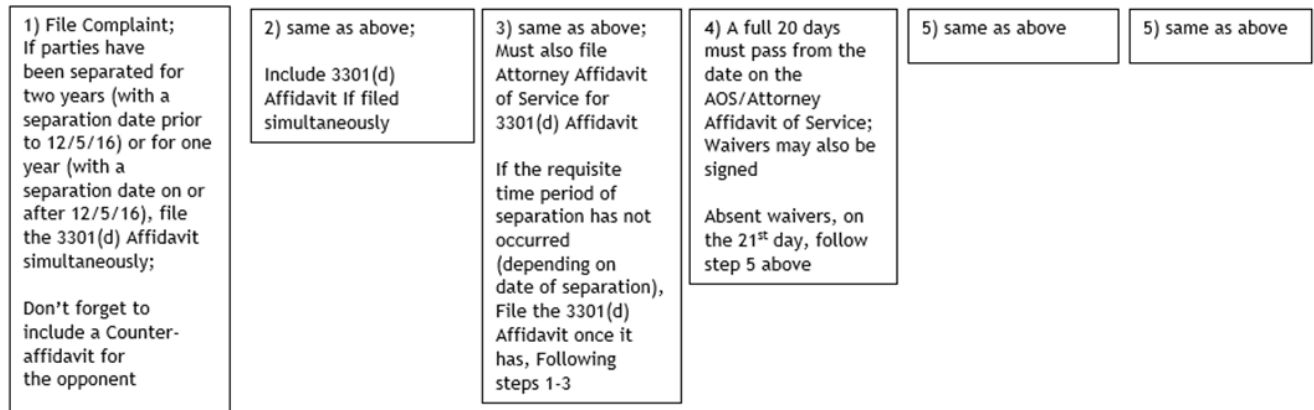 1) File Complaint;
If parties have
been separated for
two years (with a
separation date prior
to 12/5/16) or for one
year (with a
separation date on or
after 12/5/16), file
the 3301(d) Affidavit
simultaneously;
Don't forget to
include a Counter-
affidavit for
the opponent
2) same as above;
Include 3301(d)
Affidavit If filed
simultaneously
3) same as above;
Must also file
Attorney Affidavit
of Service for
3301(d) Affidavit
If the requisite
time period of
separation has not
occurred
(depending on
date of separation),
File the 3301(d)
Affidavit once it
has, Following
steps 1-3
4) A full 20 days
must pass from the
date on the
AOS/Attorney
Affidavit of Service;
Waivers may also be
signed
Absent waivers, on
the 21st day, follow
step 5 above
5) same as above
5) same as above